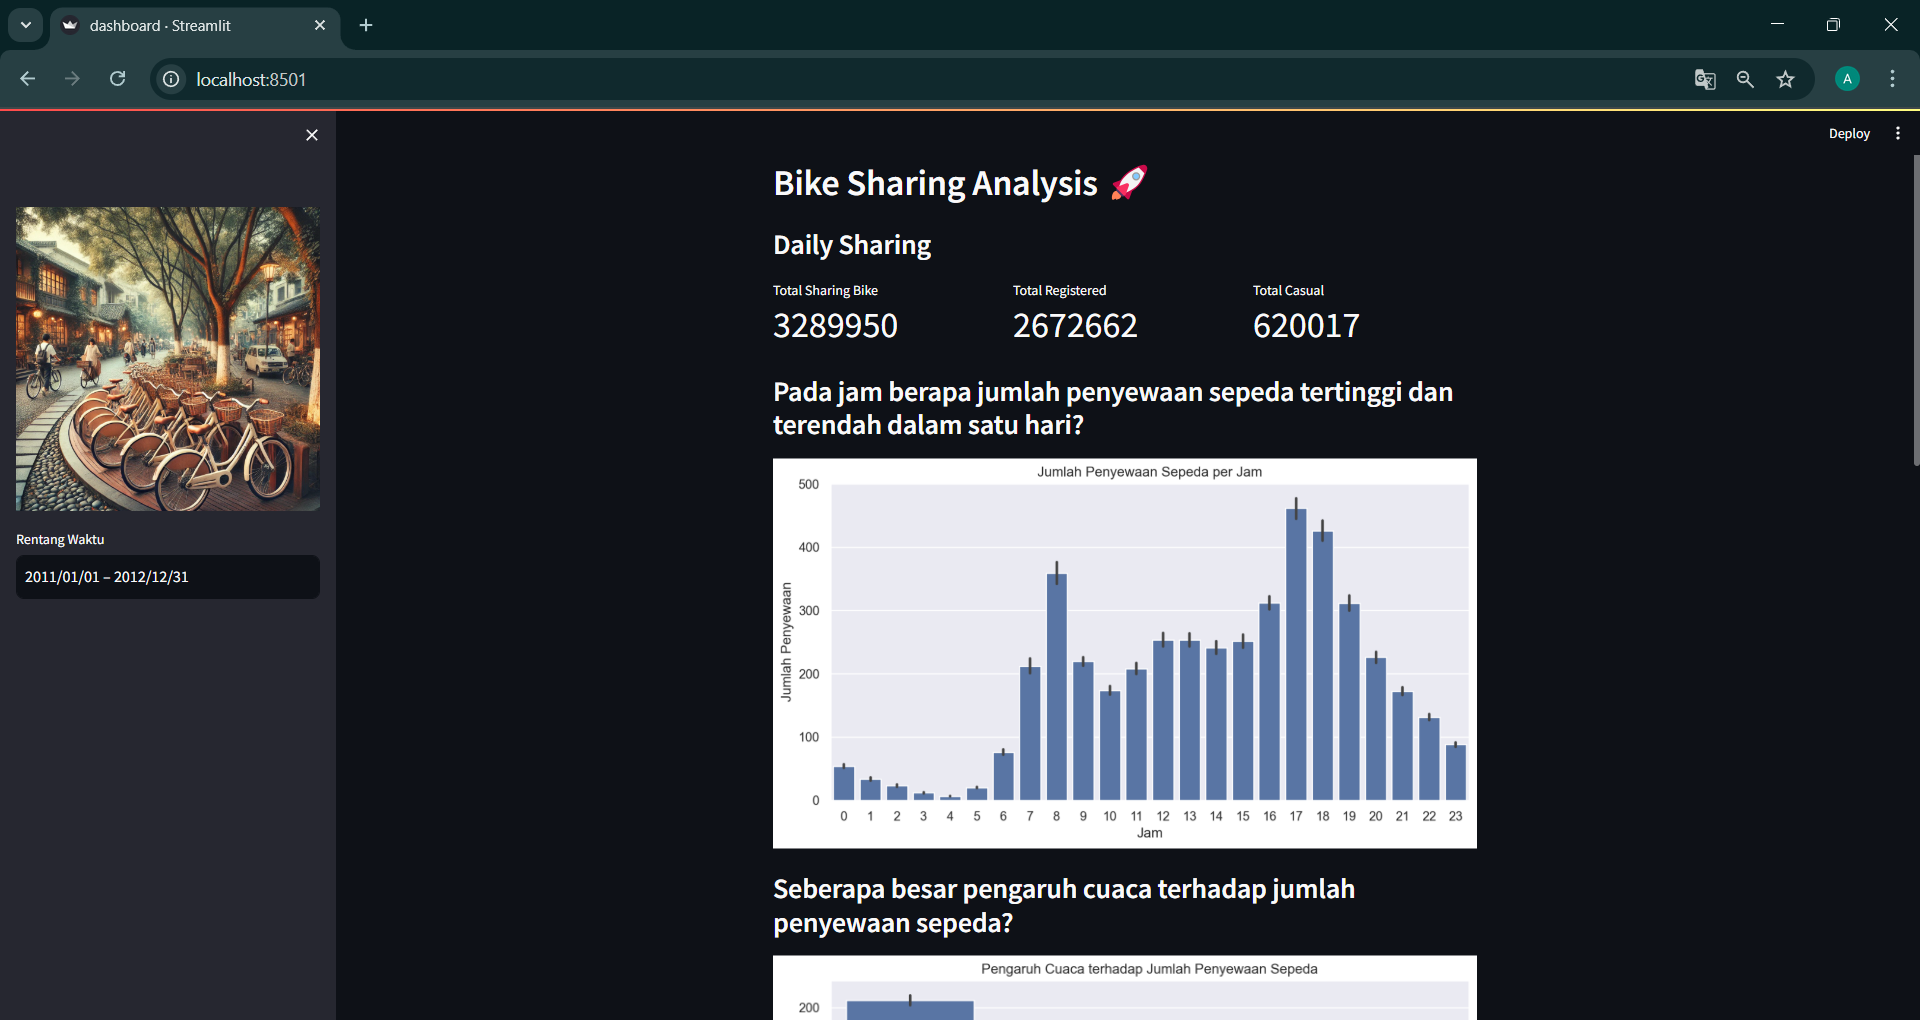 dashboard · Streamlit
localhost:8501
A
Deploy
Rentang Waktu
2011/01/01 – 2012/12/31
Bike Sharing Analysis 🚀
Daily Sharing
Total Sharing Bike
3289950
Total Registered
2672662
Total Casual
620017
Pada jam berapa jumlah penyewaan sepeda tertinggi dan
terendah dalam satu hari?
Jumlah Penyewaan Sepeda per Jam
Jumlah Penyewaan
500
400
300
200
100
0
0 1 2 3 4 5 6 7 8 9 10 11 12 13 14 15 16 17 18 19 20 21 22 23
Jam
Seberapa besar pengaruh cuaca terhadap jumlah
penyewaan sepeda?
Pengaruh Cuaca terhadap Jumlah Penyewaan Sepeda
200